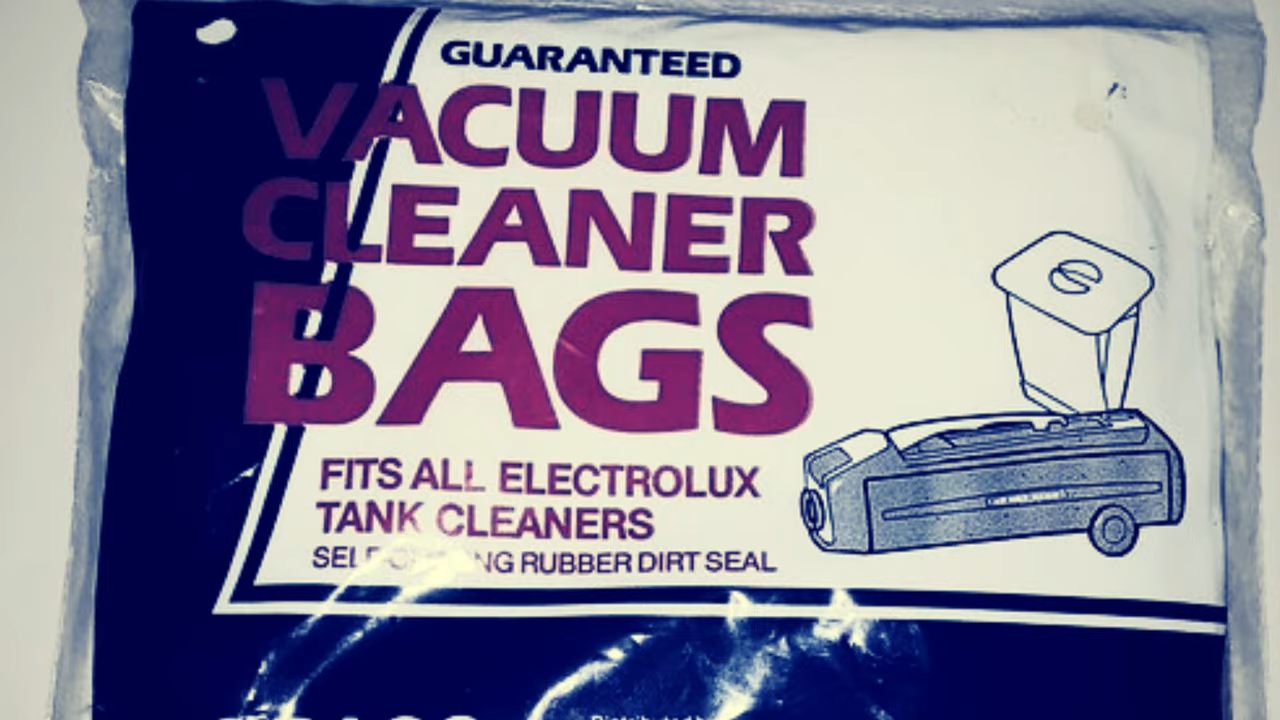 GUARANTEED
VACUUM
CLEANER
BAGS
FITS ALL ELECTROLUX
TANK CLEANERS
RUBBER DIRT SEAL